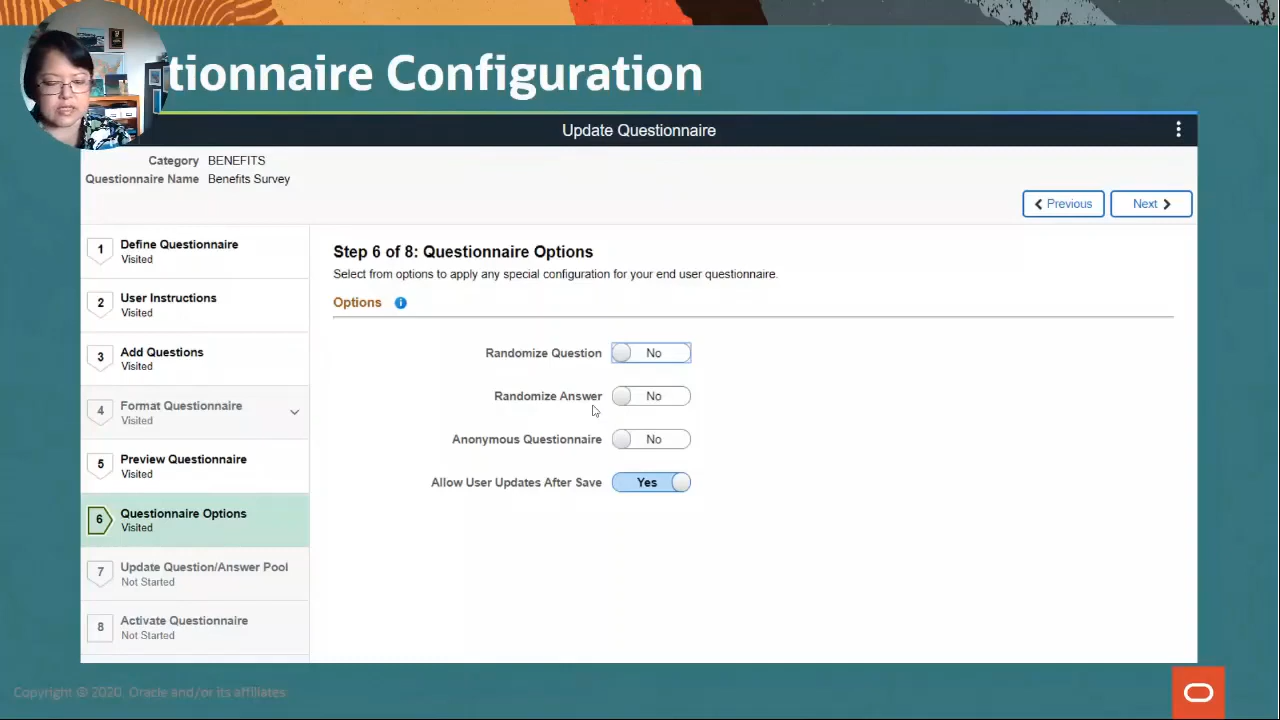 tionnaire Configuration
Update Questionnaire
Category BENEFITS
Questionnaire Name Benefits Survey
Previous
Next
1 Define Questionnaire
Visited
2 User Instructions
Visited
3 Add Questions
Visited
4 Format Questionnaire
Visited
5 Preview Questionnaire
Visited
6 Questionnaire Options
Visited
7 Update Question/Answer Pool
Not Started
8 Activate Questionnaire
Not Started
Step 6 of 8: Questionnaire Options
Select from options to apply any special configuration for your end user questionnaire.
Options
Randomize Question No
Randomize Answer No
Anonymous Questionnaire No
Allow User Updates After Save Yes
Copyright © 2020 Oracle and/or its affiliates